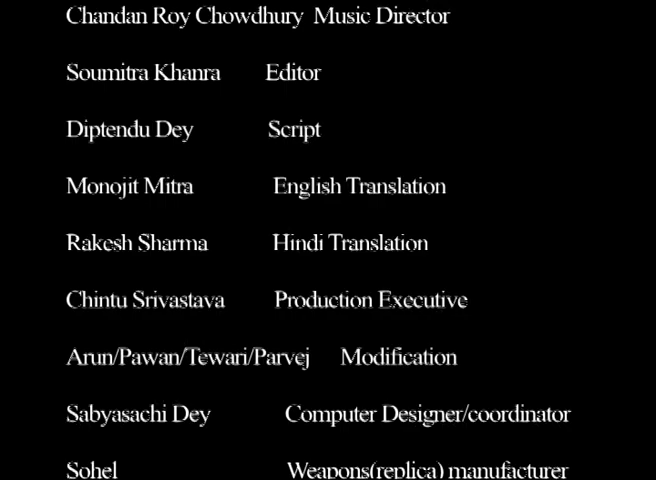 Chandan Roy Chowdhury Music Director
Soumitra Khanra Editor
Diptendu Dey Script
Monojit Mitra English Translation
Rakesh Sharma Hindi Translation
Chintu Srivastava Production Executive
Arun/Pawan/Tewari/Parvej Modification
Sabyasachi Dey Computer Designer/coordinator
Sohel Weapons(replica) manufacturer